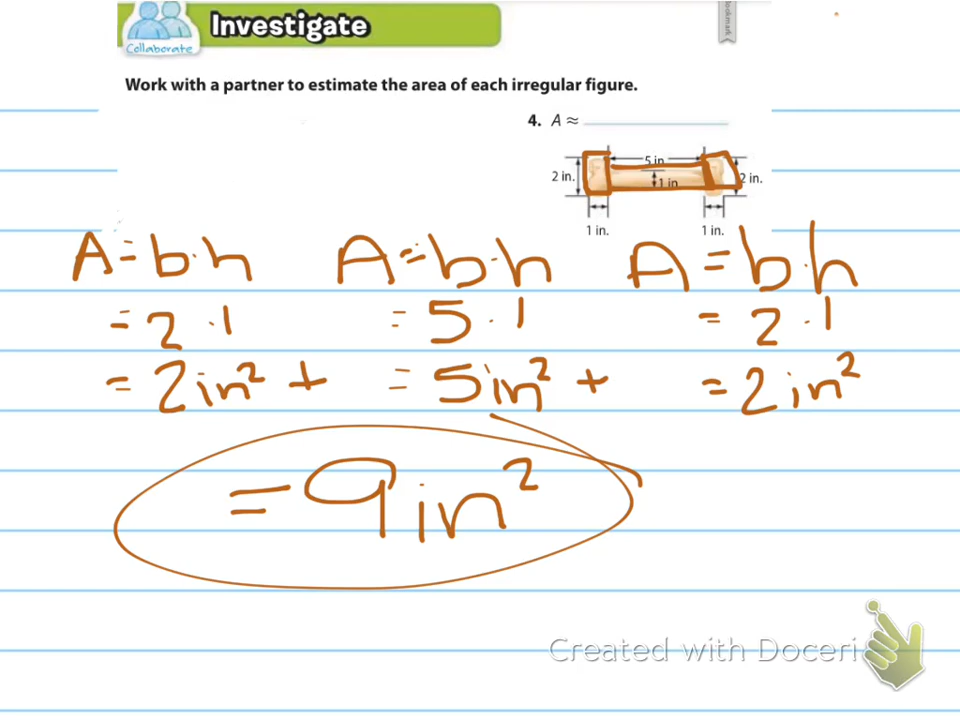 Investigate
Collaborate
Bookmark
Work with a partner to estimate the area of each irregular figure.
4. A ≈
5 in
2 in. 1 in 2 in.
1 in. 1 in.
A=b·h A=b·h A=b·h
=2·1 =5·1 =2·1
=2in² + =5in² + =2in²
=9in²
Created with Doceri